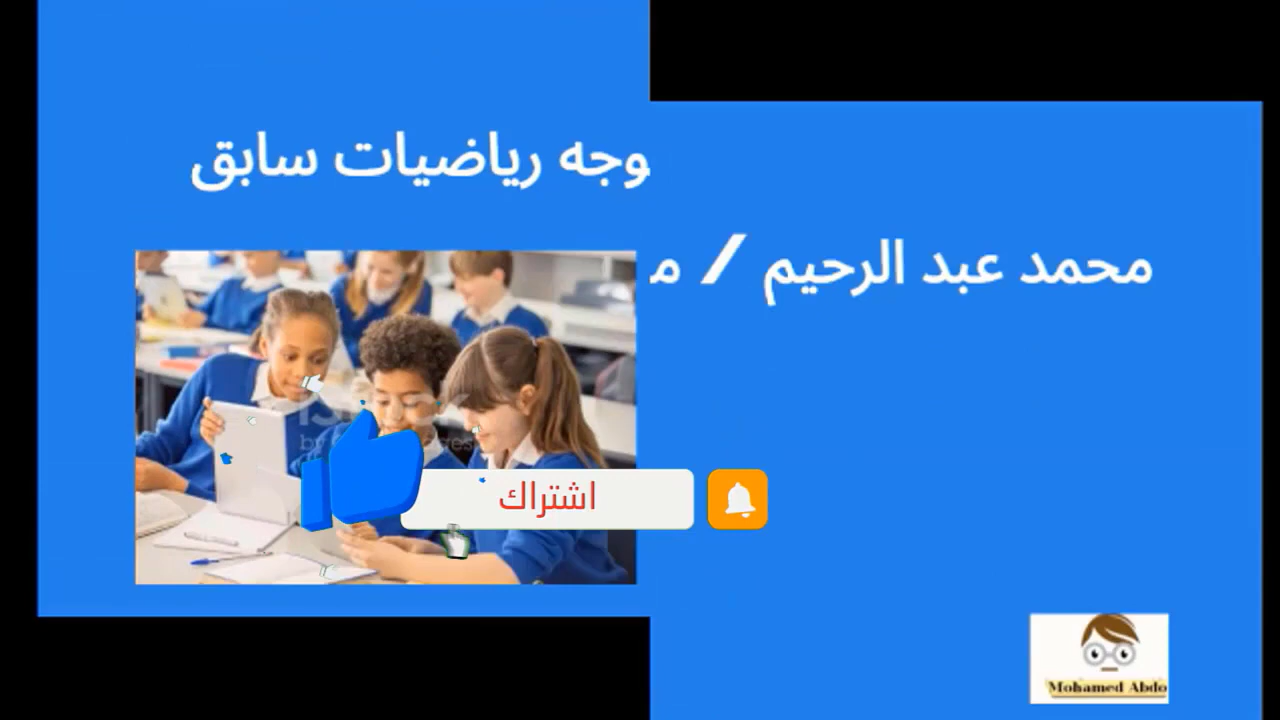 محمد عبد الرحيم / م
وجه رياضيات سابق
اشتراك
Mohamed Abdo